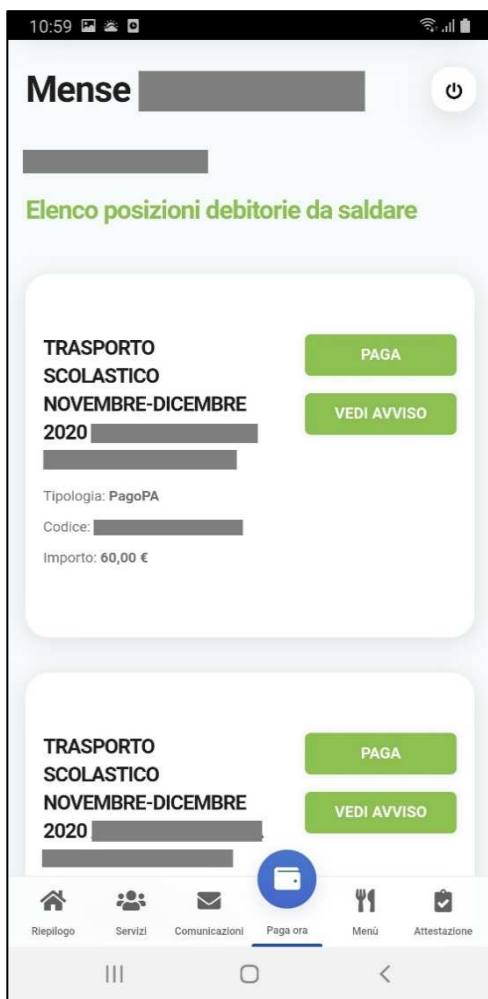 10:59
Mense
Elenco posizioni debitorie da saldare
TRASPORTO
SCOLASTICO
NOVEMBRE-DICEMBRE
2020
PAGA
VEDI AVVISO
Tipologia: PagoPA
Codice:
Importo: 60,00 €
TRASPORTO
SCOLASTICO
NOVEMBRE-DICEMBRE
2020
PAGA
VEDI AVVISO
Riepilogo Servizi Comunicazioni Paga ora Menù Attestazione